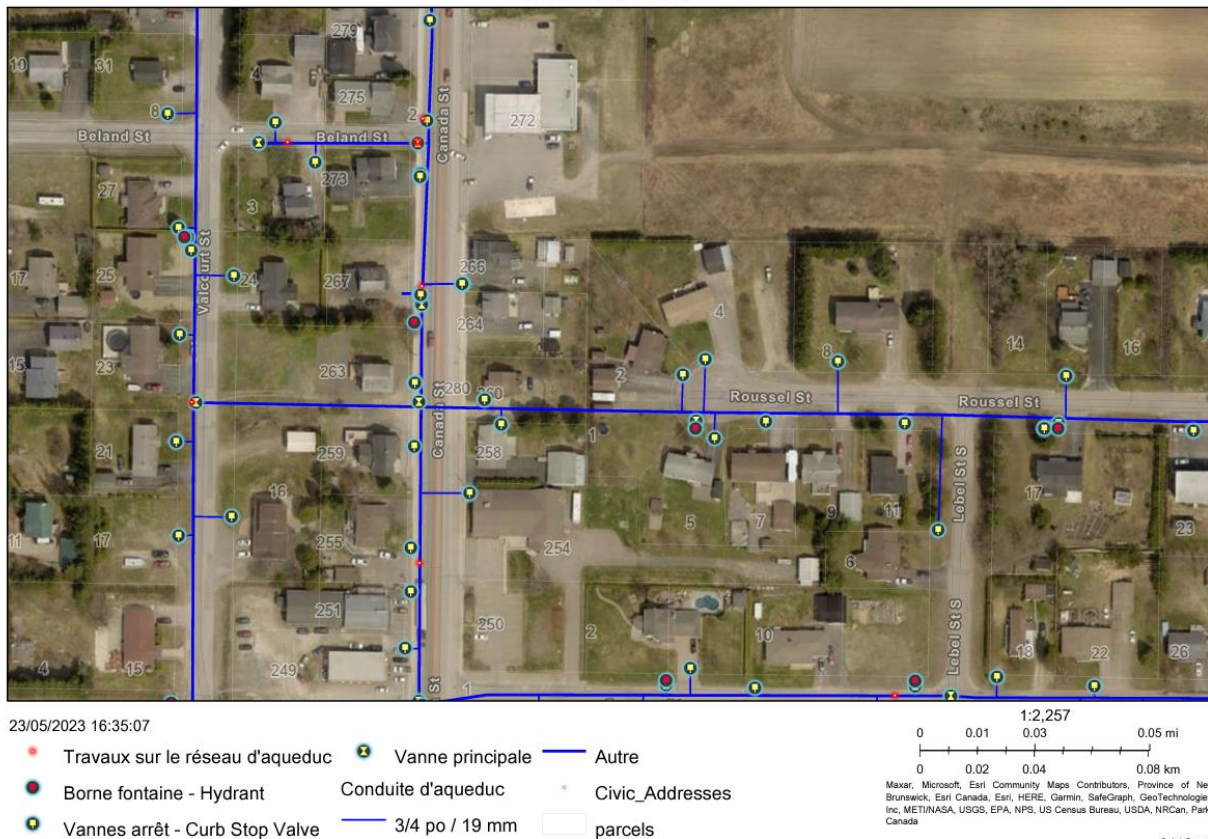 279
10
31
4
275
2
272
8
Beland St
Beland St
Canada St
273
27
3
17
25
24
267
266
Valcourt St
264
4
15
23
263
280
260
2
8
14
16
Roussel St
Roussel St
Canada St
21
259
258
1
16
5
7
9
11
17
23
Lebel St S
11
17
255
254
6
251
250
2
10
18
22
26
Lebel St S
4
15
249
1
St
23/05/2023 16:35:07
Travaux sur le réseau d'aqueduc
Vanne principale
Autre
Borne fontaine - Hydrant
Conduite d'aqueduc
Civic_Addresses
Vannes arrêt - Curb Stop Valve
3/4 po / 19 mm
parcels
1:2,257
0 0.01 0.03 0.05 mi
0 0.02 0.04 0.08 km
Maxar, Microsoft, Esri Community Maps Contributors, Province of Ne
Brunswick, Esri Canada, Esri, HERE, Garmin, SafeGraph, GeoTechnologie
Inc, METI/NASA, USGS, EPA, NPS, US Census Bureau, USDA, NRCan, Park
Canada